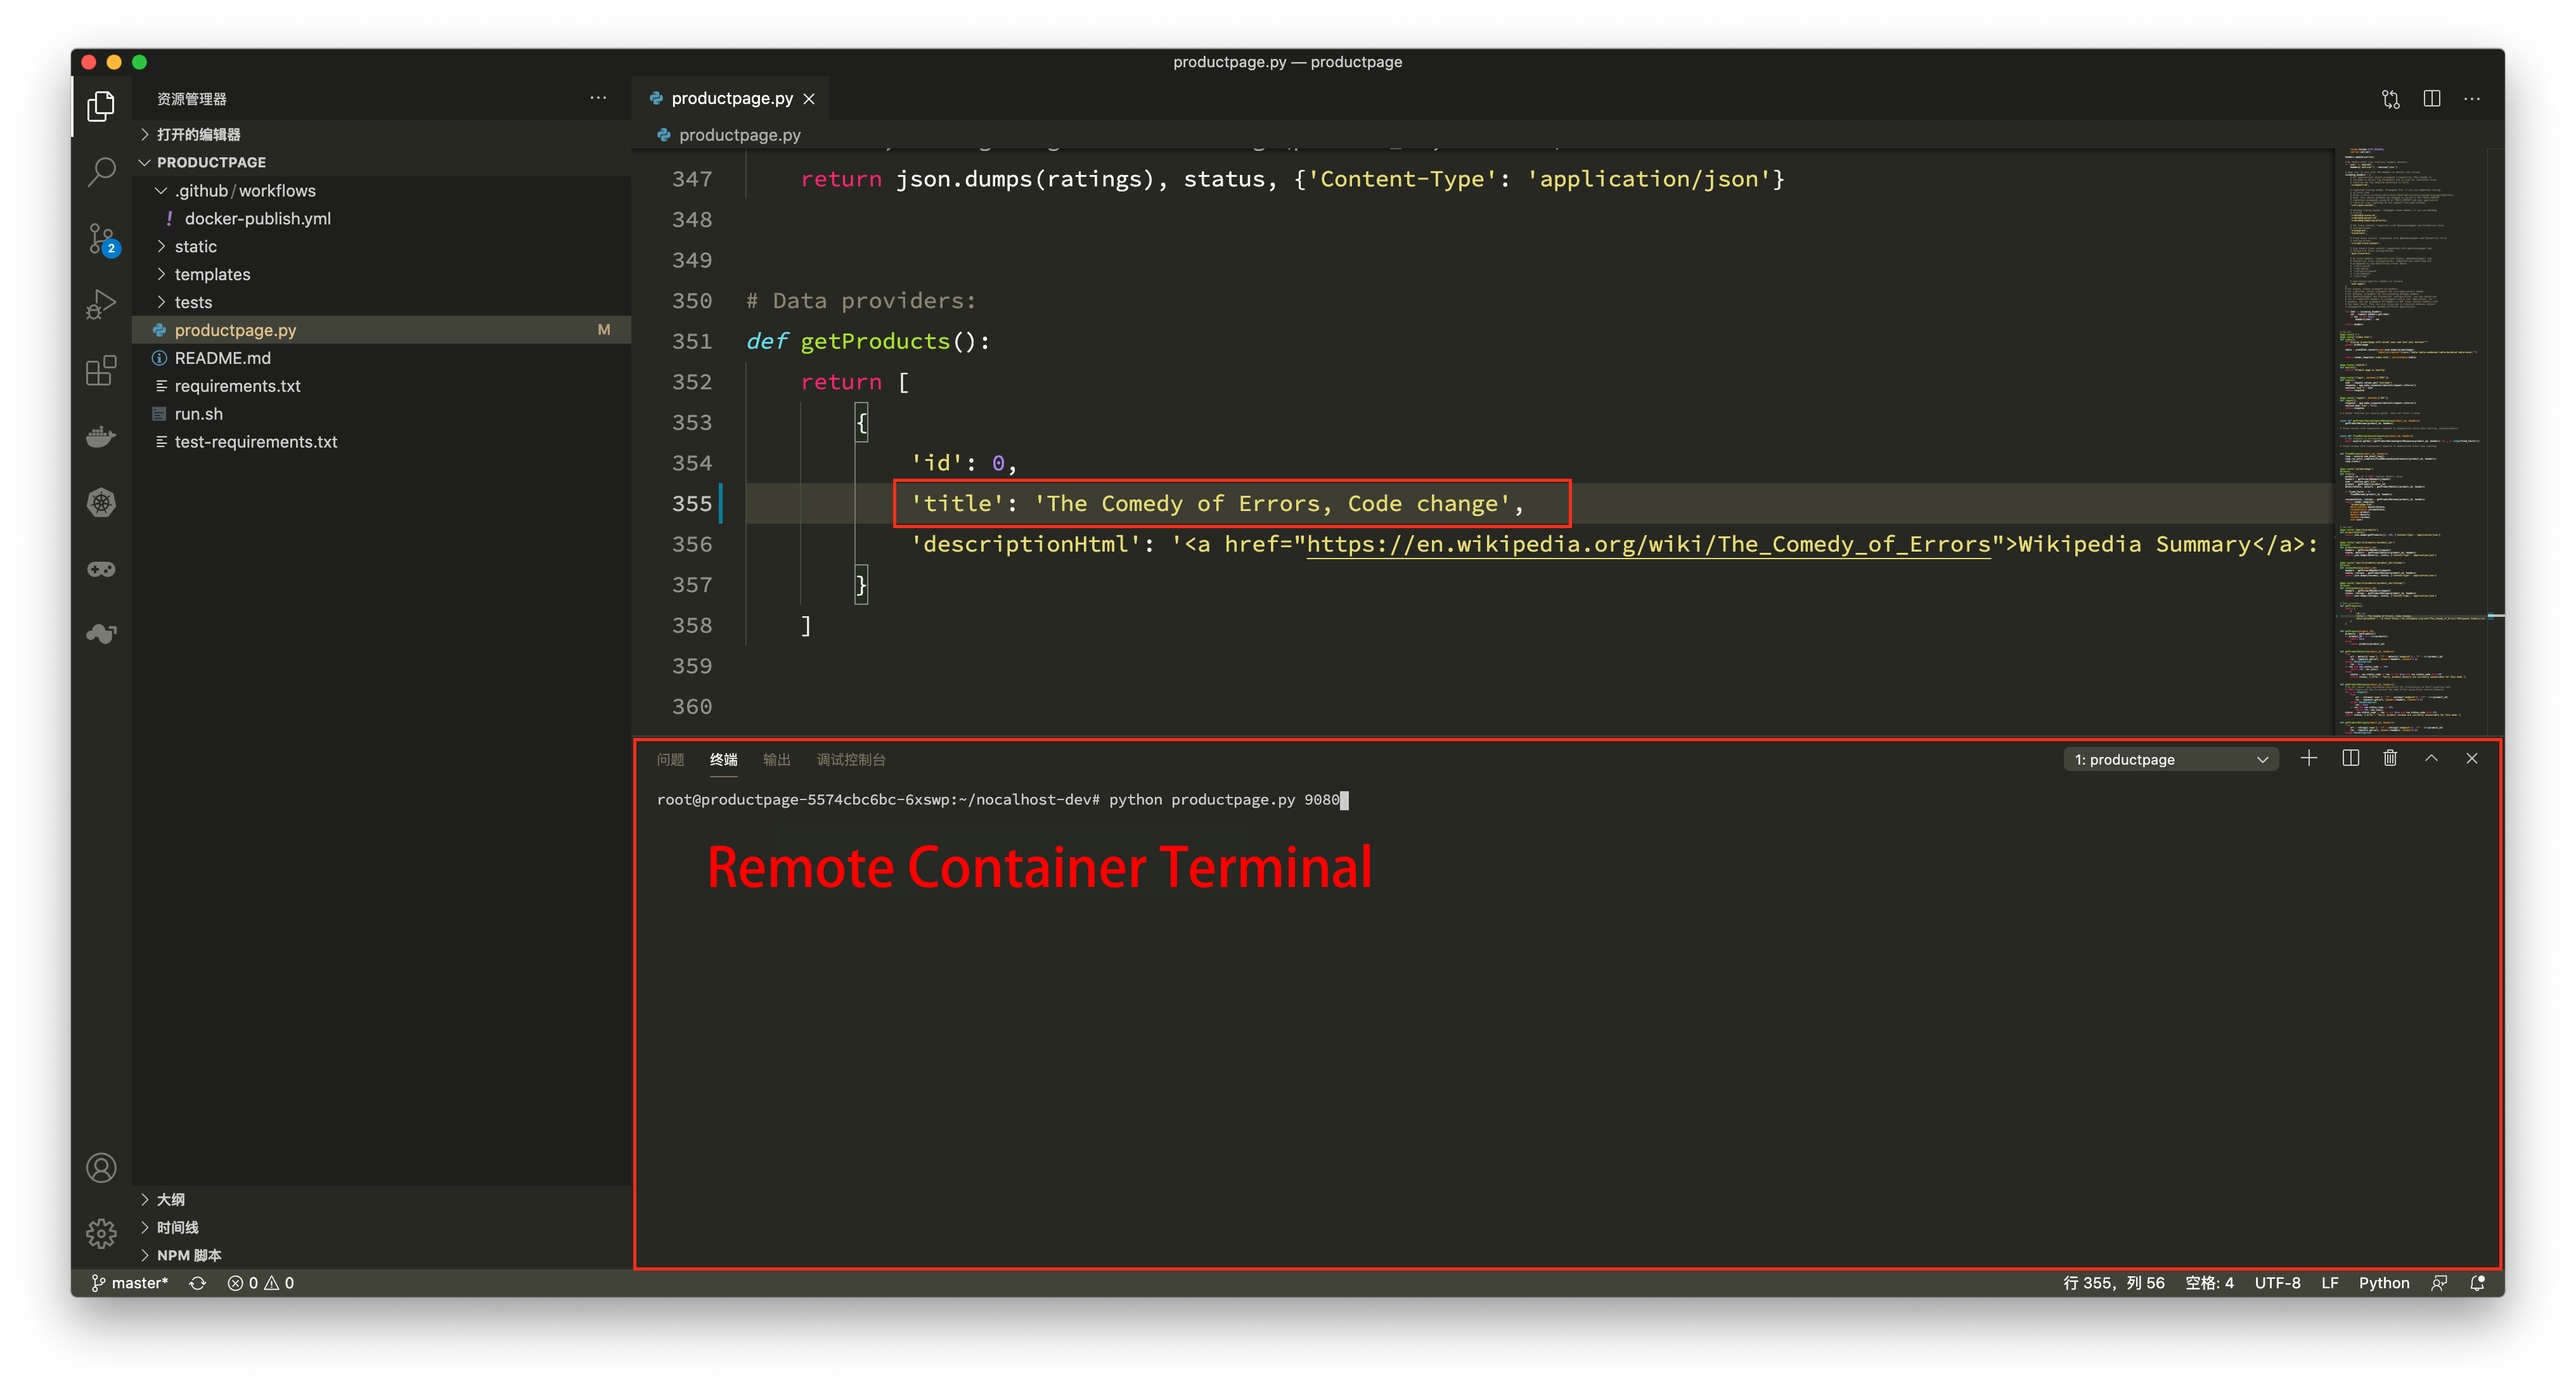 productpage.py — productpage
资源管理器
打开的编辑器
PRODUCTPAGE
.github/workflows
! docker-publish.yml
static
templates
tests
productpage.py M
README.md
requirements.txt
run.sh
test-requirements.txt
2
大纲
时间线
NPM 脚本
productpage.py
productpage.py
347 return json.dumps(ratings), status, {'Content-Type': 'application/json'}
348
349
350 # Data providers:
351 def getProducts():
352 return [
353 {
354 'id': 0,
355 'title': 'The Comedy of Errors, Code change',
356 'descriptionHtml': '<a href="https://en.wikipedia.org/wiki/The_Comedy_of_Errors">Wikipedia Summary</a>:
357 }
358 ]
359
360
问题 终端 输出 调试控制台 1: productpage
root@productpage-5574cbc6bc-6xswp:~/nocalhost-dev# python productpage.py 9080
Remote Container Terminal
master* 0 0 行 355，列 56 空格: 4 UTF-8 LF Python